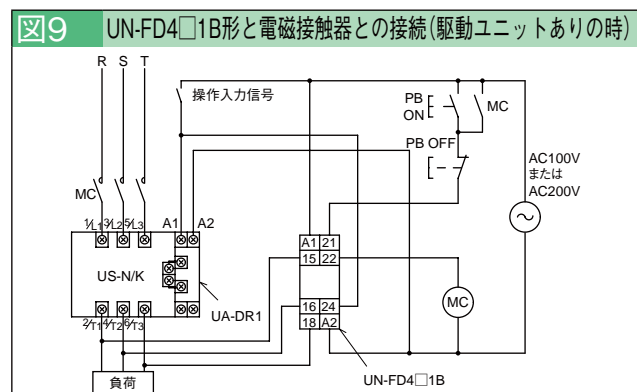 図9 UN-FD4□1B形と電磁接触器との接続(駆動ユニットありの時)
R S T
操作入力信号
PB
ON
MC
PB OFF
AC100V
または
AC200V
MC
1/L1 3/L2 5/L3
A1 A2
US-N/K
UA-DR1
2/T1 4/T2 6/T3
負荷
A1 21
15 22
16 24
18 A2
MC
UN-FD4□1B